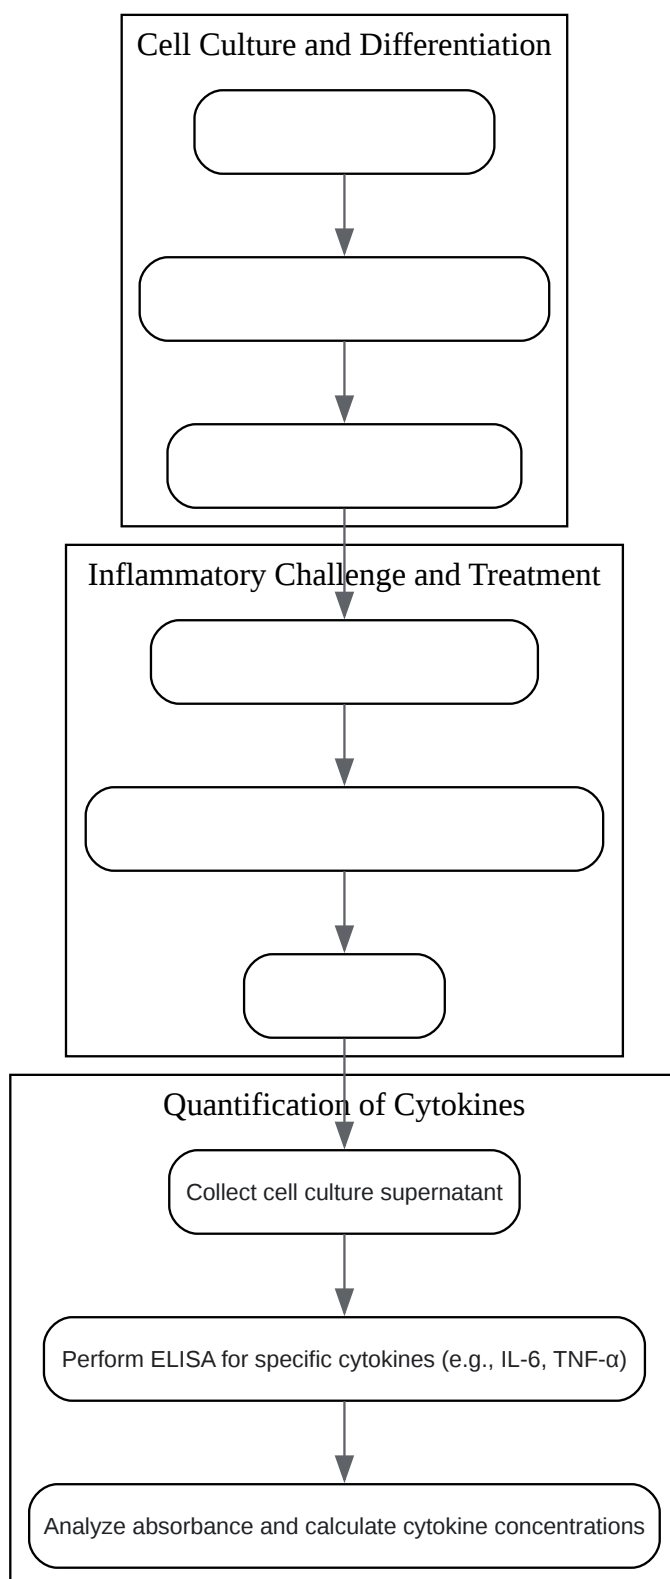 Cell Culture and Differentiation
Inflammatory Challenge and Treatment
Quantification of Cytokines
Collect cell culture supernatant
Perform ELISA for specific cytokines (e.g., IL-6, TNF-α)
Analyze absorbance and calculate cytokine concentrations